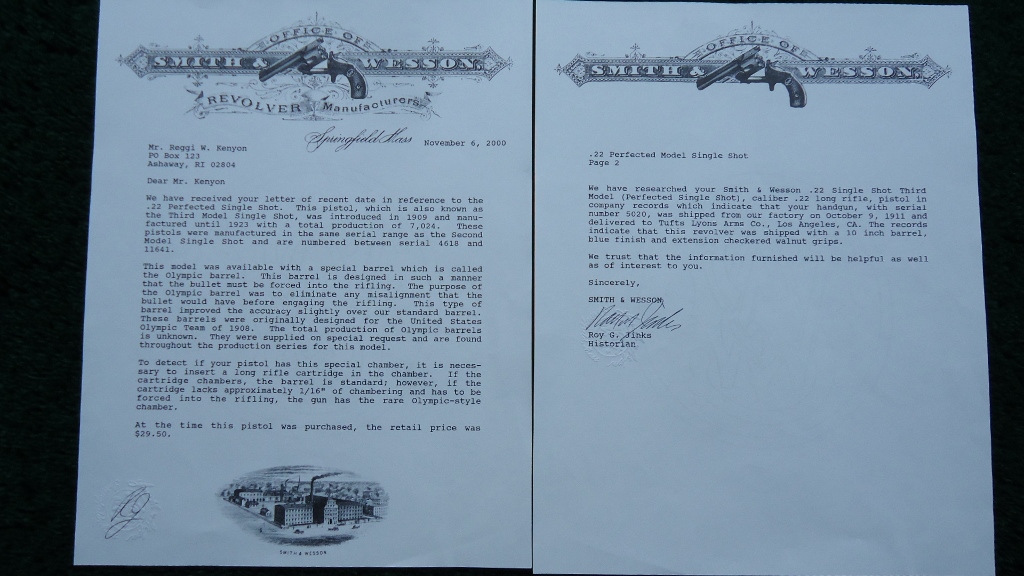 OFFICE OF
SMITH & WESSON.
REVOLVER Manufacturers
Springfield Mass November 6, 2000
Mr. Reggi W. Kenyon
PO Box 123
Ashaway, RI 02804
Dear Mr. Kenyon
We have received your letter of recent date in reference to the
.22 Perfected Single Shot. This pistol, which is also known as
the Third Model Single Shot, was introduced in 1909 and manu-
factured until 1923 with a total production of 7,024. These
pistols were manufactured in the same serial range as the Second
Model Single Shot and are numbered between serial 4618 and
11641.
This model was available with a special barrel which is called
the Olympic barrel. This barrel is designed in such a manner
that the bullet must be forced into the rifling. The purpose of
the Olympic barrel was to eliminate any misalignment that the
bullet would have before engaging the rifling. This type of
barrel improved the accuracy slightly over our standard barrel.
These barrels were originally designed for the United States
Olympic Team of 1908. The total production of Olympic barrels
is unknown. They were supplied on special request and are found
throughout the production series for this model.
To detect if your pistol has this special chamber, it is neces-
sary to insert a long rifle cartridge in the chamber. If the
cartridge chambers, the barrel is standard; however, if the
cartridge lacks approximately 1/16" of chambering and has to be
forced into the rifling, the gun has the rare Olympic-style
chamber.
At the time this pistol was purchased, the retail price was
$29.50.
SMITH & WESSON
OFFICE OF
SMITH & WESSON.
.22 Perfected Model Single Shot
Page 2
We have researched your Smith & Wesson .22 Single Shot Third
Model (Perfected Single Shot), caliber .22 long rifle, pistol in
company records which indicate that your handgun, with serial
number 5020, was shipped from our factory on October 9, 1911 and
delivered to Tufts Lyons Arms Co., Los Angeles, CA. The records
indicate that this revolver was shipped with a 10 inch barrel,
blue finish and extension checkered walnut grips.
We trust that the information furnished will be helpful as well
as of interest to you.
Sincerely,
SMITH & WESSON
Roy G. Jinks
Historian